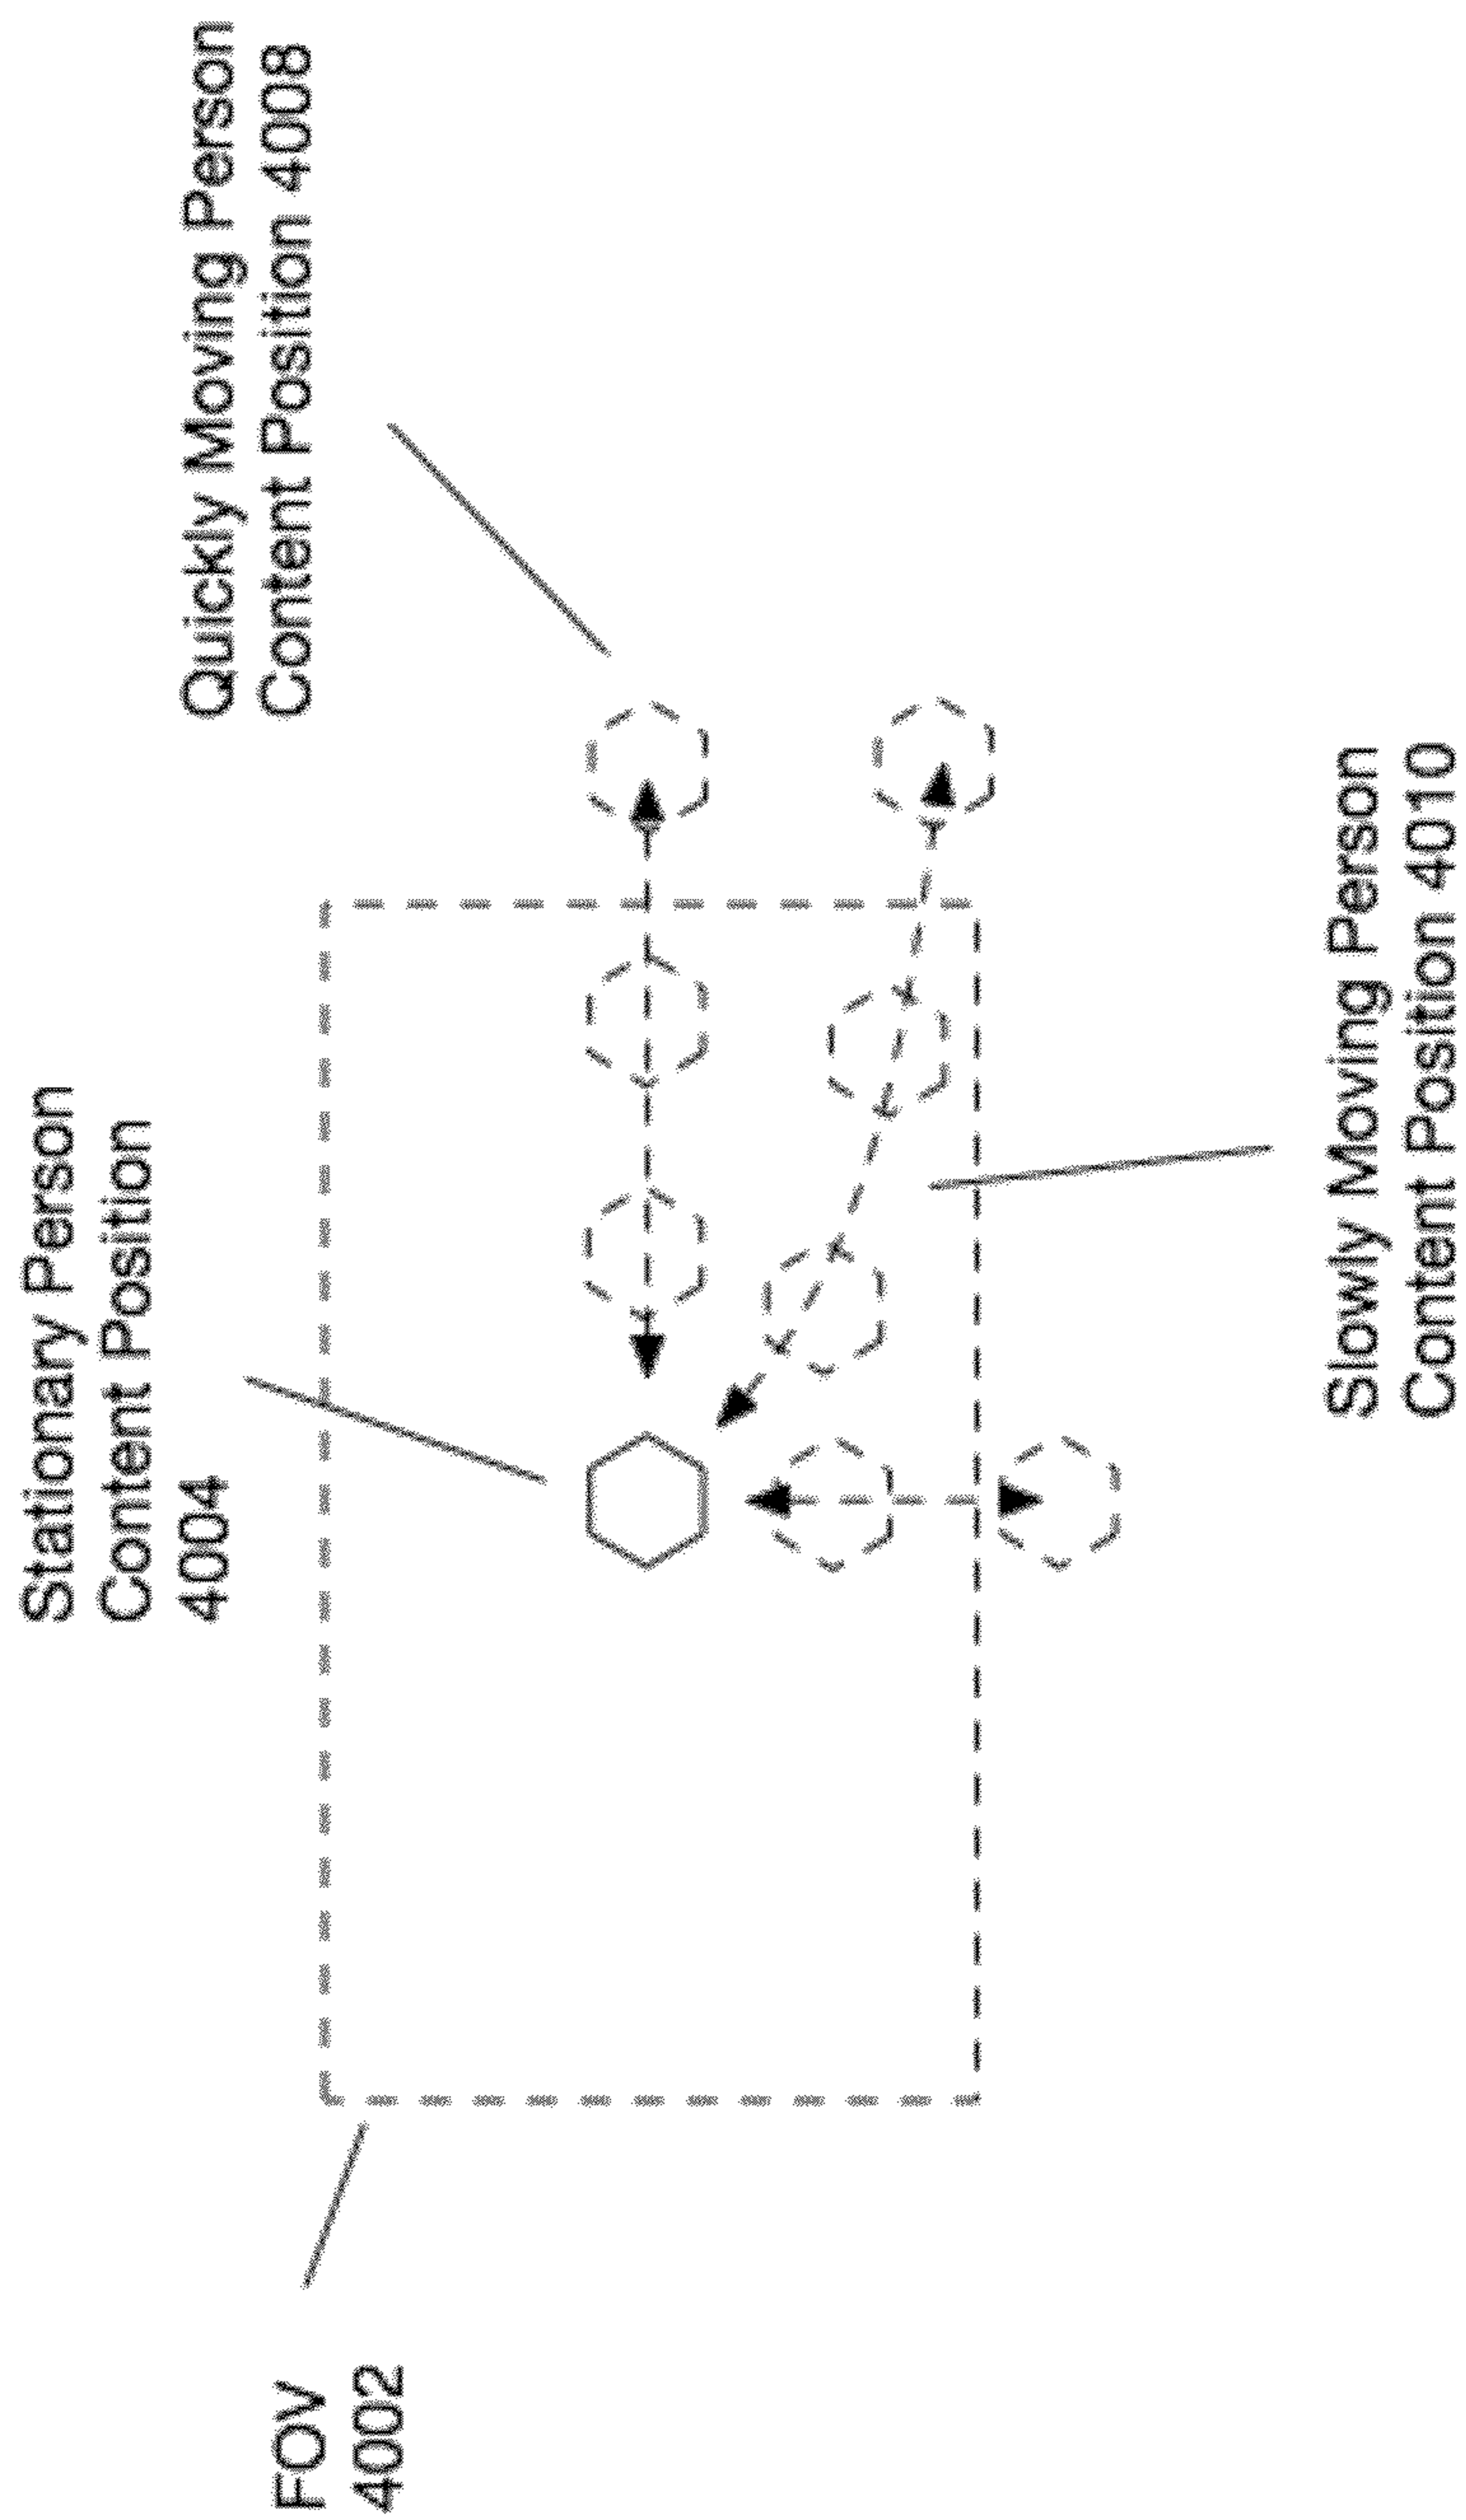 Stationary Person
Content Position
4004
Quickly Moving Person
Content Position 4008
FOV
4002
Slowly Moving Person
Content Position 4010